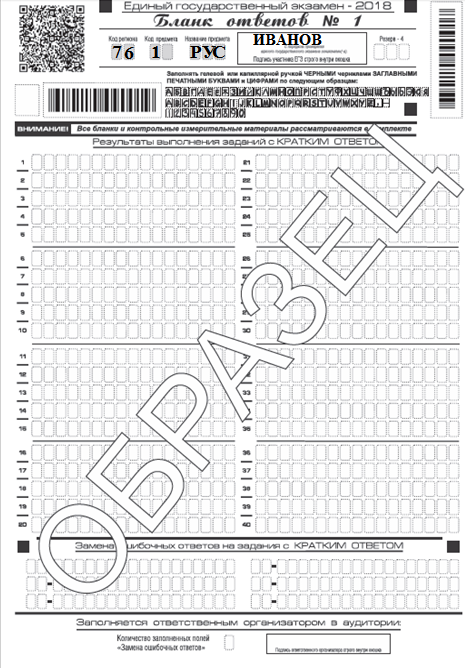 Единый государственный экзамен - 2018
Бланк ответов № 1
Код региона Код предмета Название предмета Резерв - 4
76 1 РУС ИВАНОВ
Подпись участника ЕГЭ строго внутри окошка
Заполнять гелевой или капиллярной ручкой ЧЕРНЫМИ чернилами ЗАГЛАВНЫМИ
ПЕЧАТНЫМИ БУКВАМИ и ЦИФРАМИ по следующим образцам:
ВНИМАНИЕ! Все бланки и контрольные измерительные материалы рассматриваются в комплекте
Результаты выполнения заданий с КРАТКИМ ОТВЕТОМ
1 21
2 22
3 23
4 24
5 25
6 26
7 27
8 28
9 29
10 30
11 31
12 32
13 33
14 34
15 35
16 36
17 37
18 38
19 39
20 40
ОБРАЗЕЦ
Замена ошибочных ответов на задания с КРАТКИМ ОТВЕТОМ
Заполняется ответственным организатором в аудитории:
Количество заполненных полей
«Замена ошибочных ответов»
Подпись ответственного организатора строго внутри окошка